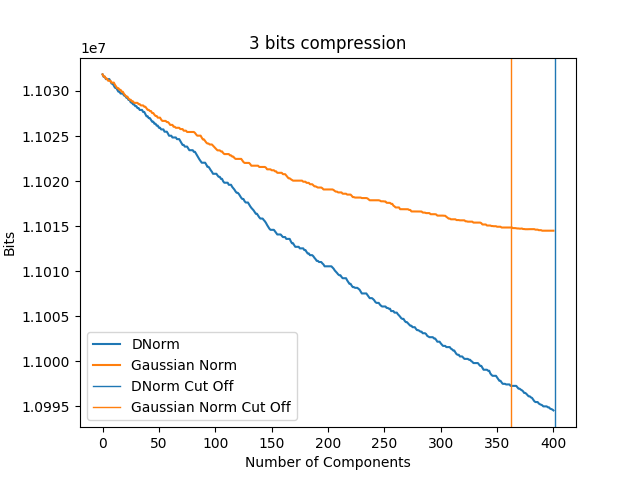 3 bits compression
1e7
1.1030
1.1025
1.1020
1.1015
1.1010
1.1005
1.1000
1.0995
Bits
DNorm
Gaussian Norm
DNorm Cut Off
Gaussian Norm Cut Off
0 50 100 150 200 250 300 350 400
Number of Components